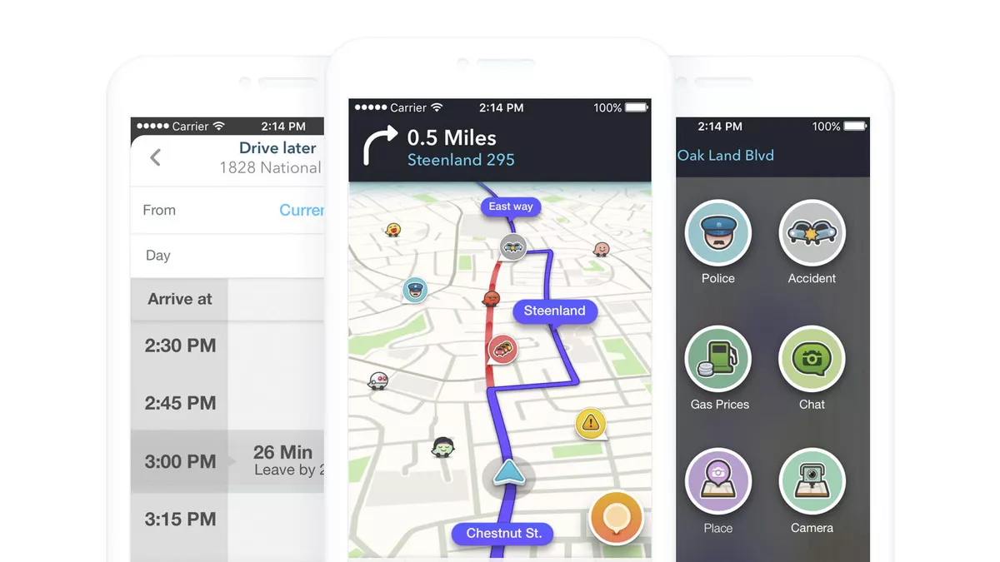 Carrier
2:14 PM
Drive later
1828 National
From
Day
Arrive at
2:30 PM
2:45 PM
3:00 PM
26 Min
Leave by
3:15 PM
Carrier
2:14 PM
100%
0.5 Miles
Steenland 295
East way
Steenland
Chestnut St.
2:14 PM
100%
Oak Land Blvd
Police
Accident
Gas Prices
Chat
Place
Camera